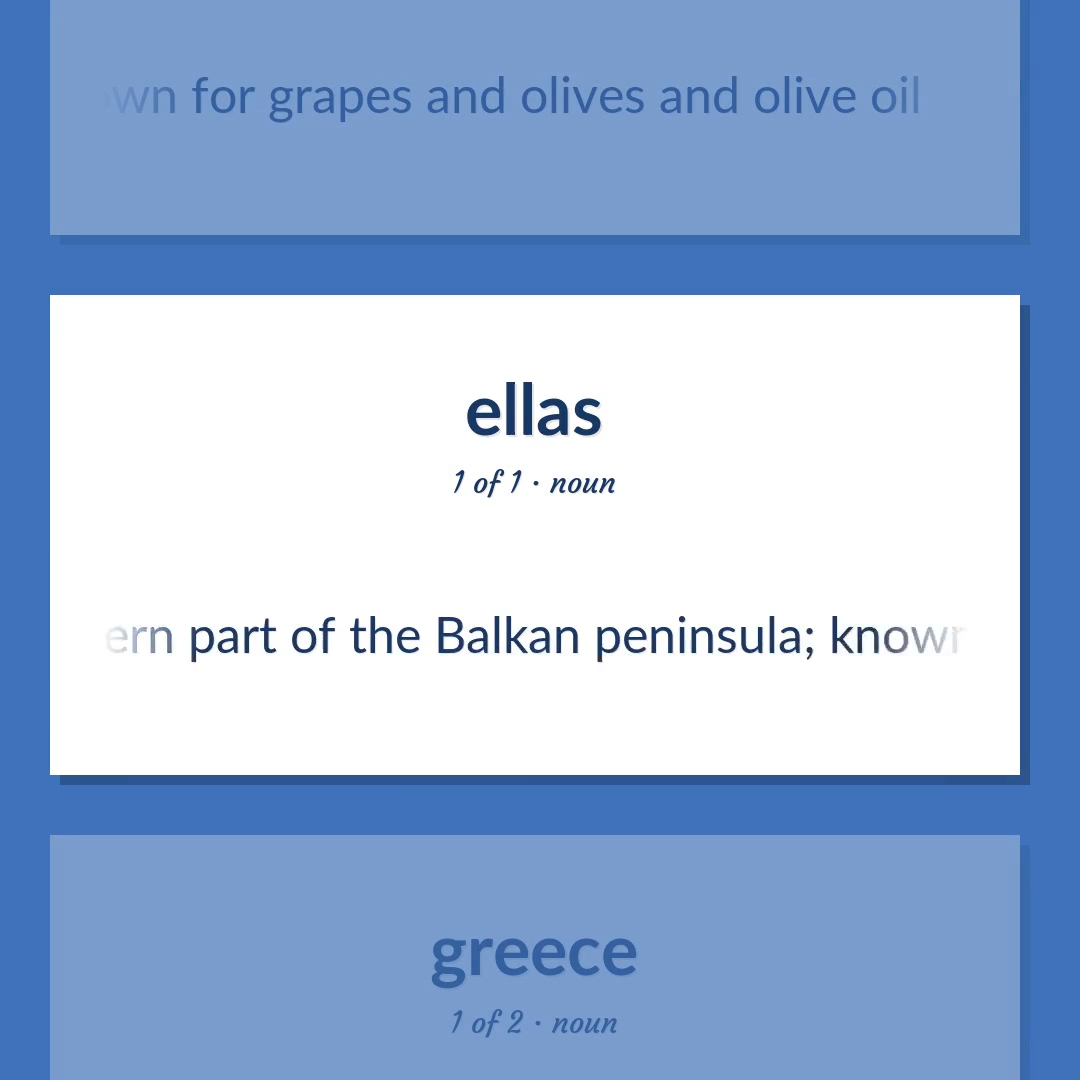 wn for grapes and olives and olive oil
ellas
1 of 1 · noun
ern part of the Balkan peninsula; known
greece
1 of 2 · noun